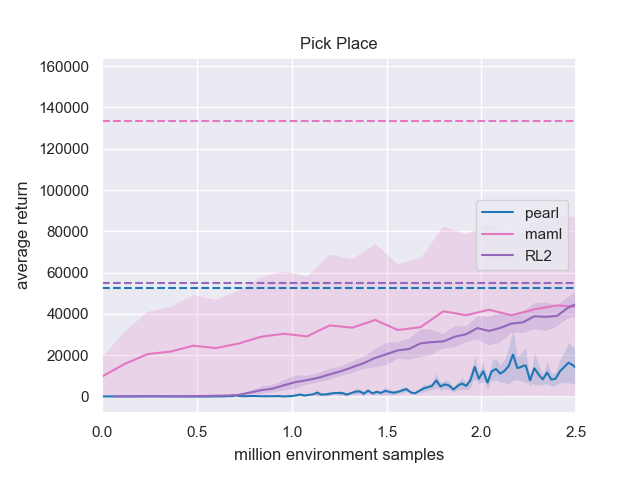 Pick Place
160000
140000
120000
100000
80000
60000
40000
20000
0
average return
pearl
maml
RL2
0.0 0.5 1.0 1.5 2.0 2.5
million environment samples